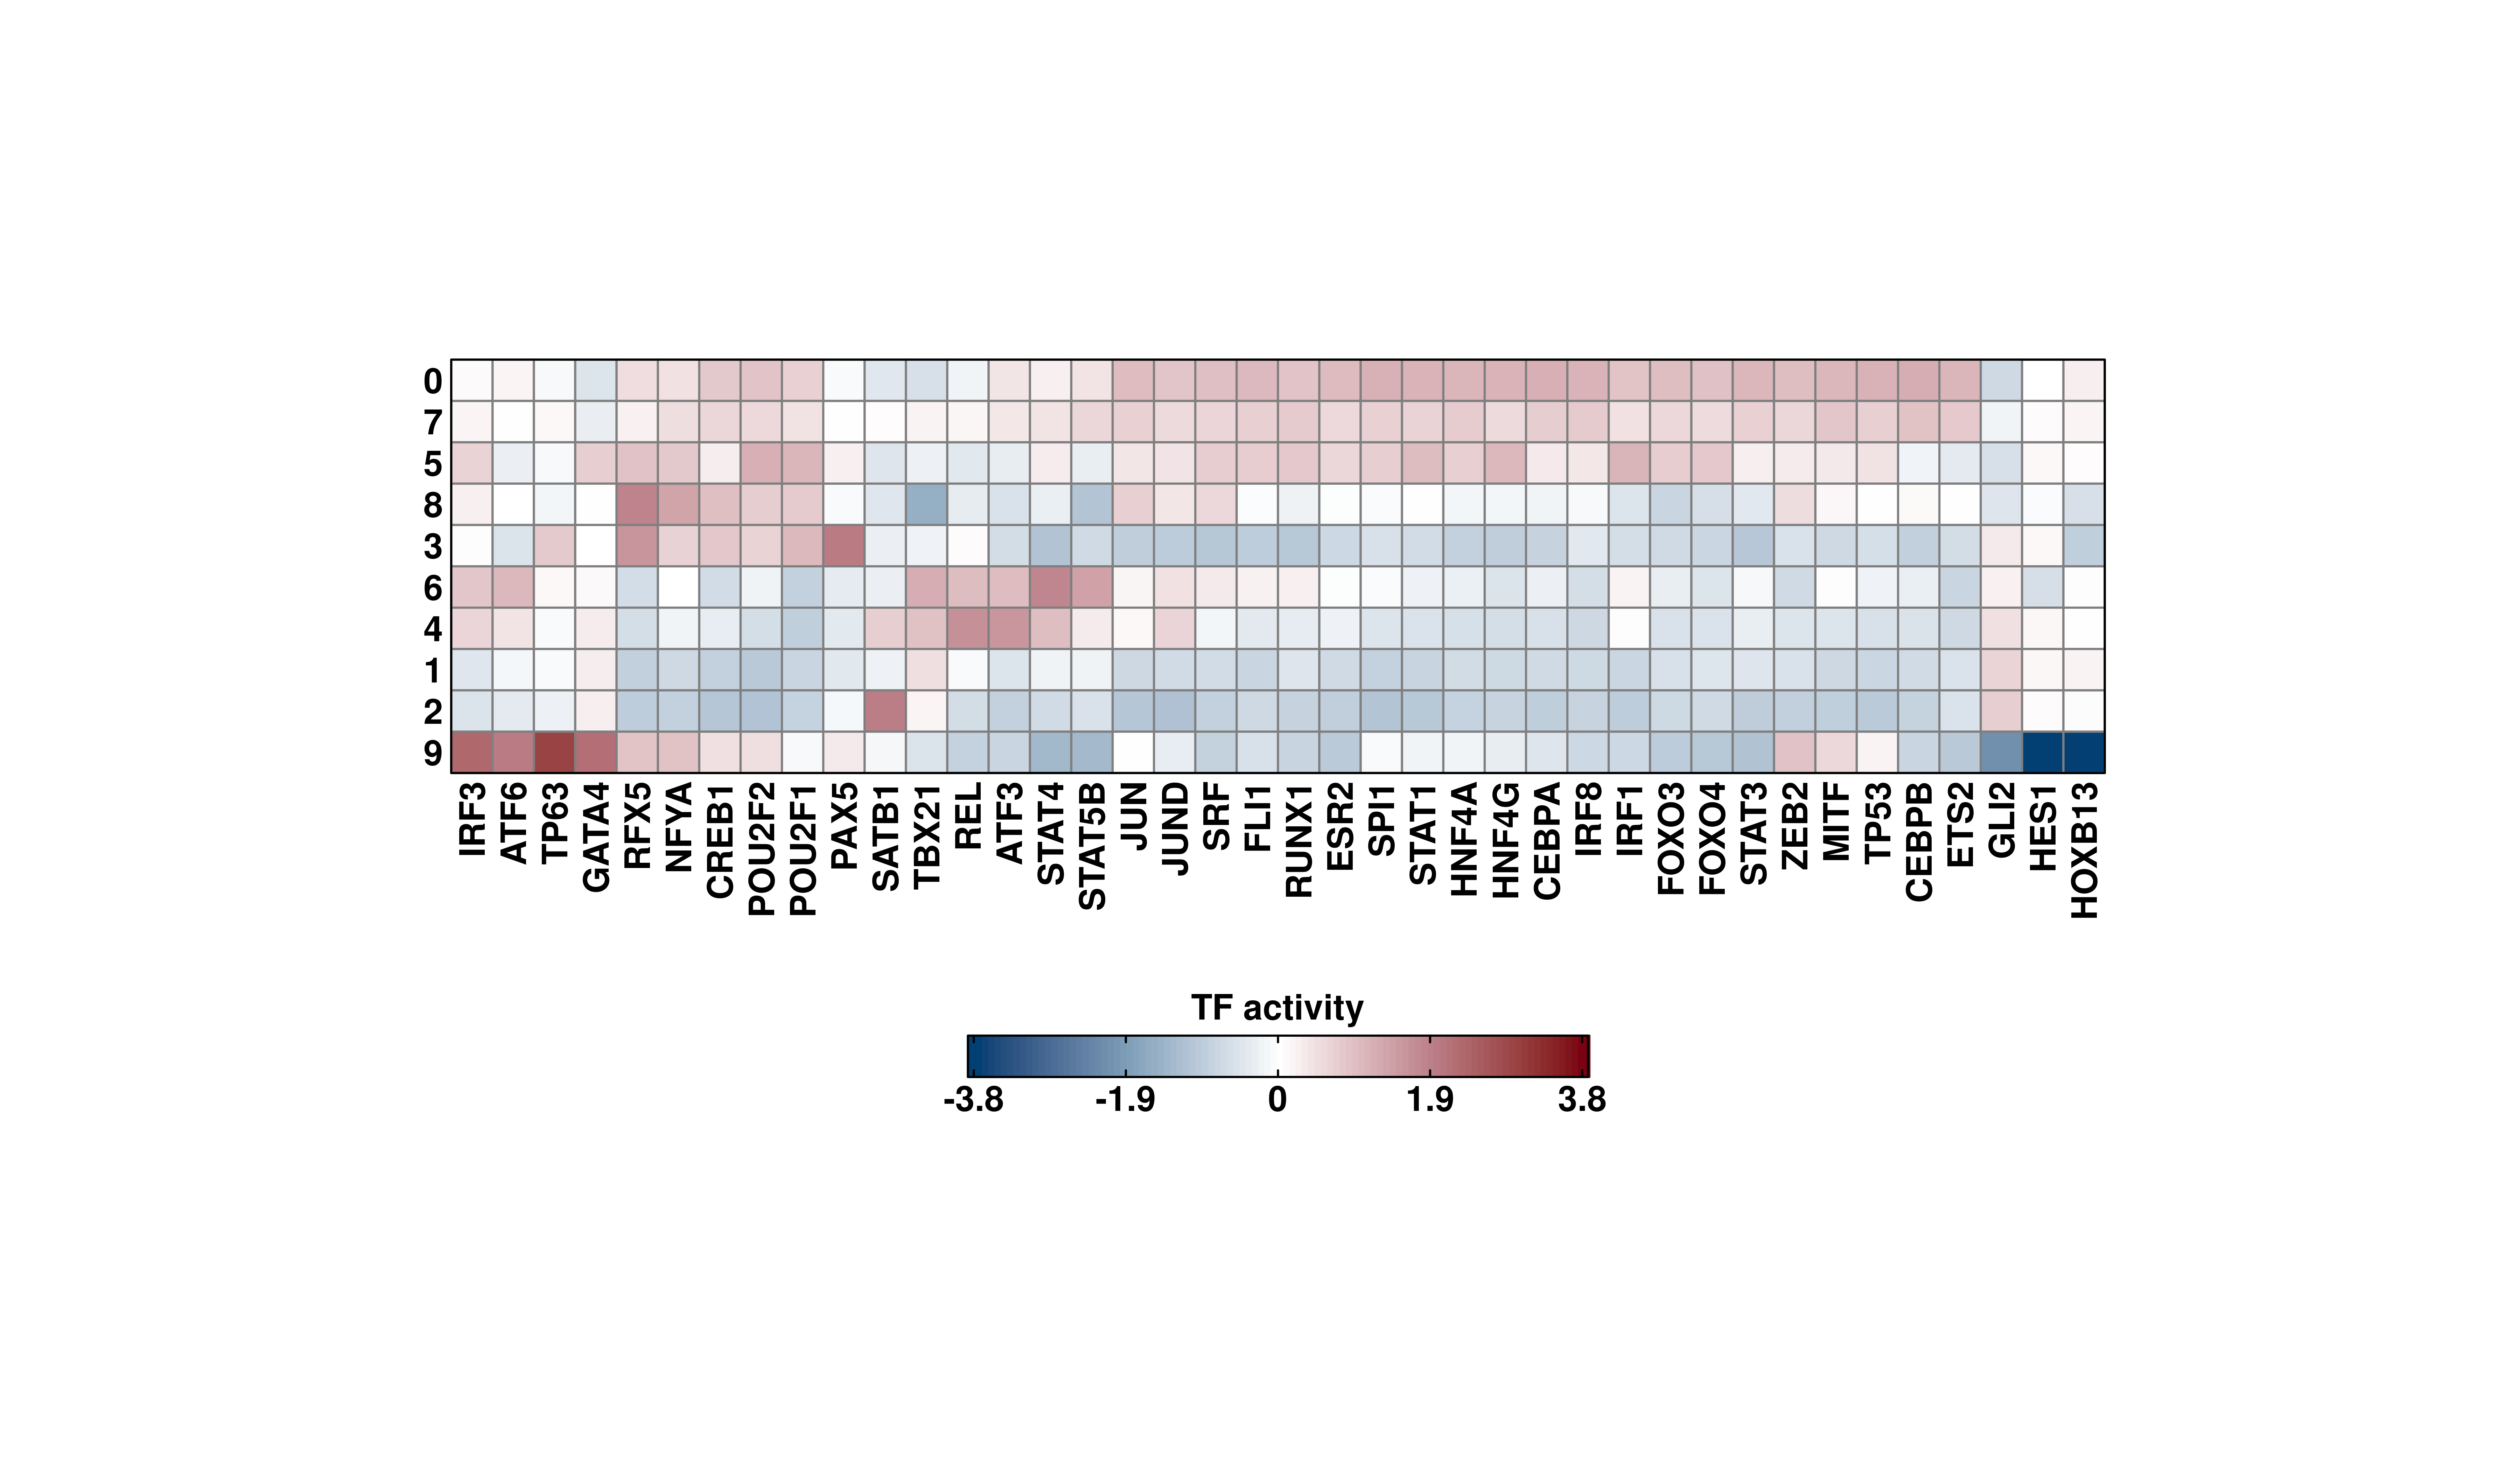 0
7
5
8
3
6
4
1
2
9
IRF3
ATF6
TP63
GATA4
RFX5
NFYA
CREB1
POU2F2
POU2F1
PAX5
SATB1
TBX21
REL
ATF3
STAT4
STAT5B
JUN
JUND
SRF
FLI1
RUNX1
ESR2
SPI1
STAT1
HNF4A
HNF4G
CEBPA
IRF8
IRF1
FOXO3
FOXO4
STAT3
ZEB2
MITF
TP53
CEBPB
ETS2
GLI2
HES1
HOXB13
TF activity
-3.8 -1.9 0 1.9 3.8